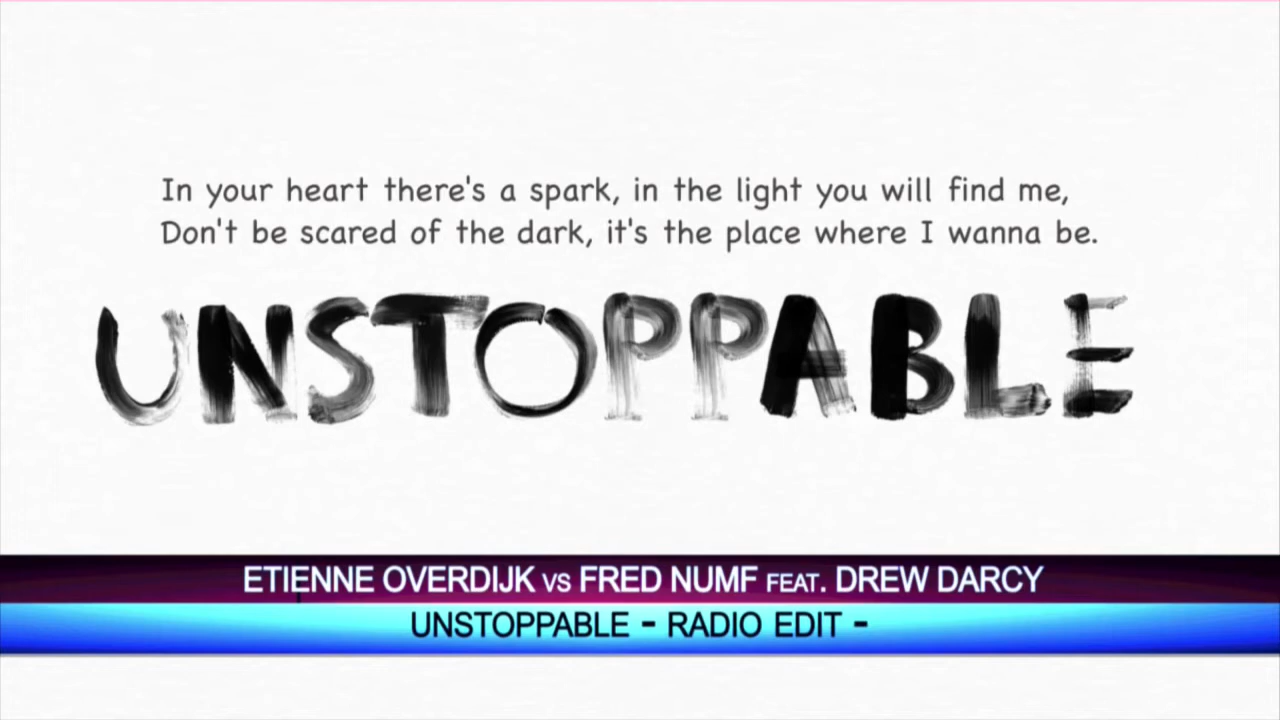 In your heart there's a spark, in the light you will find me,
Don't be scared of the dark, it's the place where I wanna be.
UNSTOPPABLE
ETIENNE OVERDIJK VS FRED NUMF FEAT. DREW DARCY
UNSTOPPABLE - RADIO EDIT -